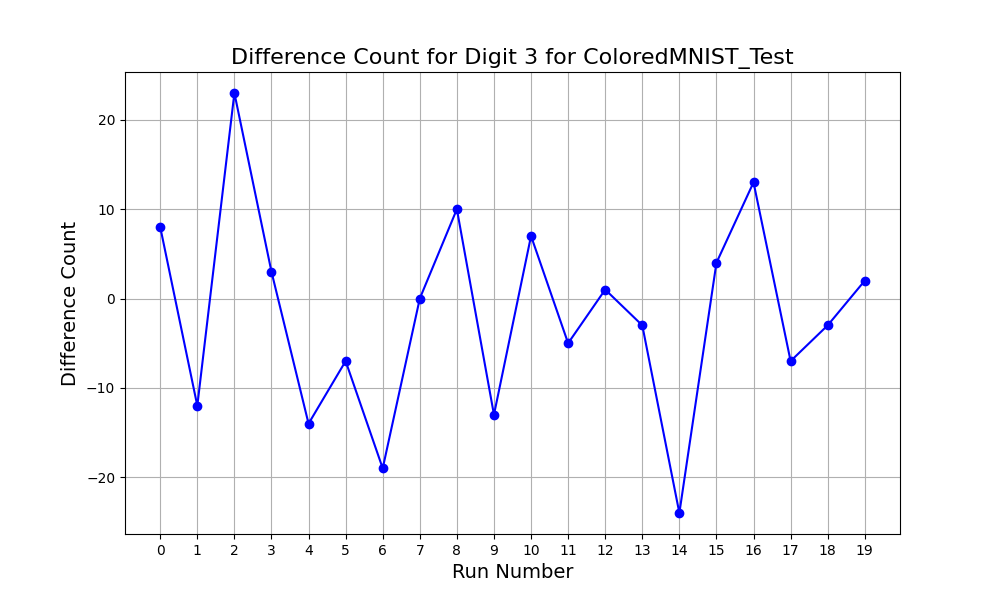 Difference Count for Digit 3 for ColoredMNIST_Test
Difference Count
20
10
0
−10
−20
0 1 2 3 4 5 6 7 8 9 10 11 12 13 14 15 16 17 18 19
Run Number